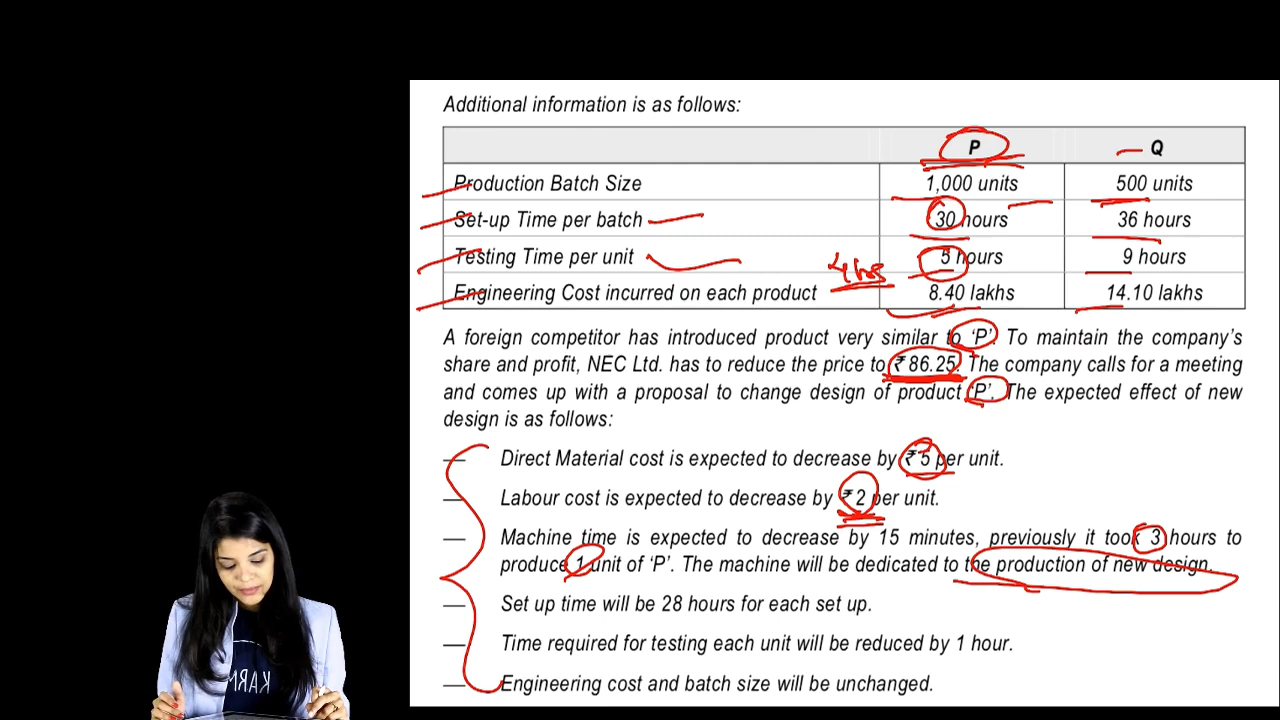 Additional information is as follows:
P Q
Production Batch Size 1,000 units 500 units
Set-up Time per batch 30 hours 36 hours
Testing Time per unit 5 hours 9 hours
4 hrs
Engineering Cost incurred on each product 8.40 lakhs 14.10 lakhs
A foreign competitor has introduced product very similar to 'P'. To maintain the company's
share and profit, NEC Ltd. has to reduce the price to ₹ 86.25. The company calls for a meeting
and comes up with a proposal to change design of product 'P'. The expected effect of new
design is as follows:
— Direct Material cost is expected to decrease by ₹ 5 per unit.
— Labour cost is expected to decrease by ₹ 2 per unit.
— Machine time is expected to decrease by 15 minutes, previously it took 3 hours to
produce 1 unit of 'P'. The machine will be dedicated to the production of new design.
— Set up time will be 28 hours for each set up.
— Time required for testing each unit will be reduced by 1 hour.
— Engineering cost and batch size will be unchanged.